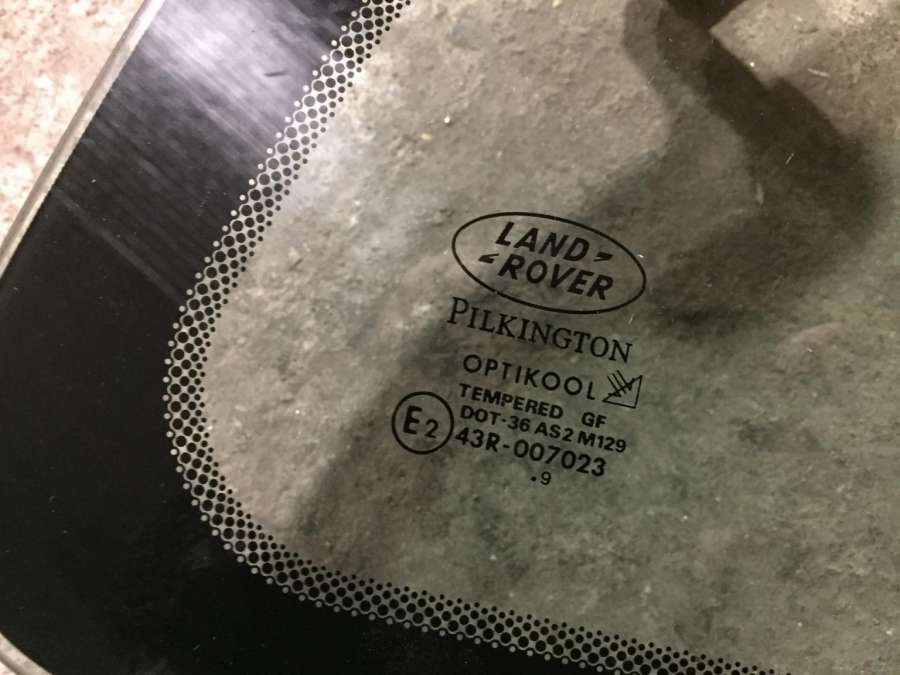 LAND
ROVER
PILKINGTON
OPTIKOOL
TEMPERED GF
DOT-36 AS2 M129
E2
43R-007023
.9